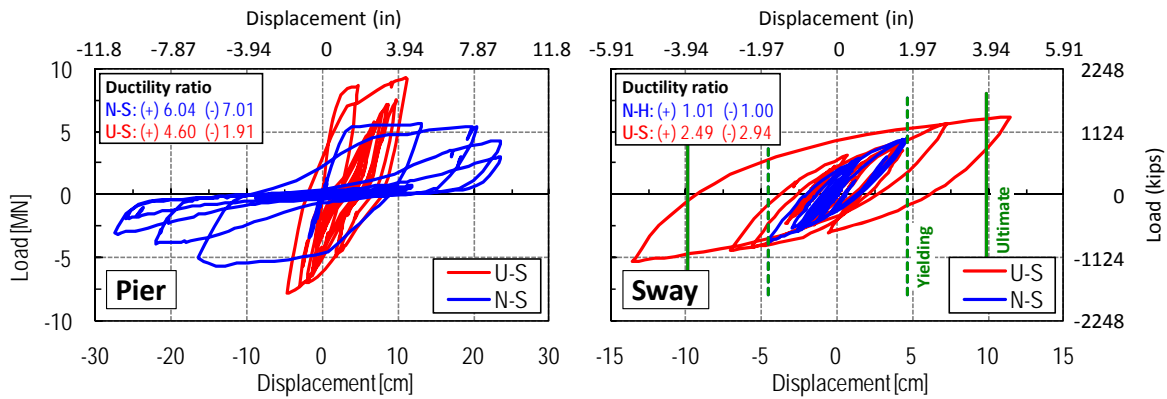 Displacement (in)
-11.8 -7.87 -3.94 0 3.94 7.87 11.8
10
5
0
-5
-10
Load [MN]
Ductility ratio
N-S: (+) 6.04 (-) 7.01
U-S: (+) 4.60 (-) 1.91
Pier
U-S
N-S
-30 -20 -10 0 10 20 30
Displacement [cm]
Displacement (in)
-5.91 -3.94 -1.97 0 1.97 3.94 5.91
Ductility ratio
N-H: (+) 1.01 (-) 1.00
U-S: (+) 2.49 (-) 2.94
Yielding
Ultimate
Sway
U-S
N-S
2248
1124
0
-1124
-2248
Load (kips)
-15 -10 -5 0 5 10 15
Displacement [cm]